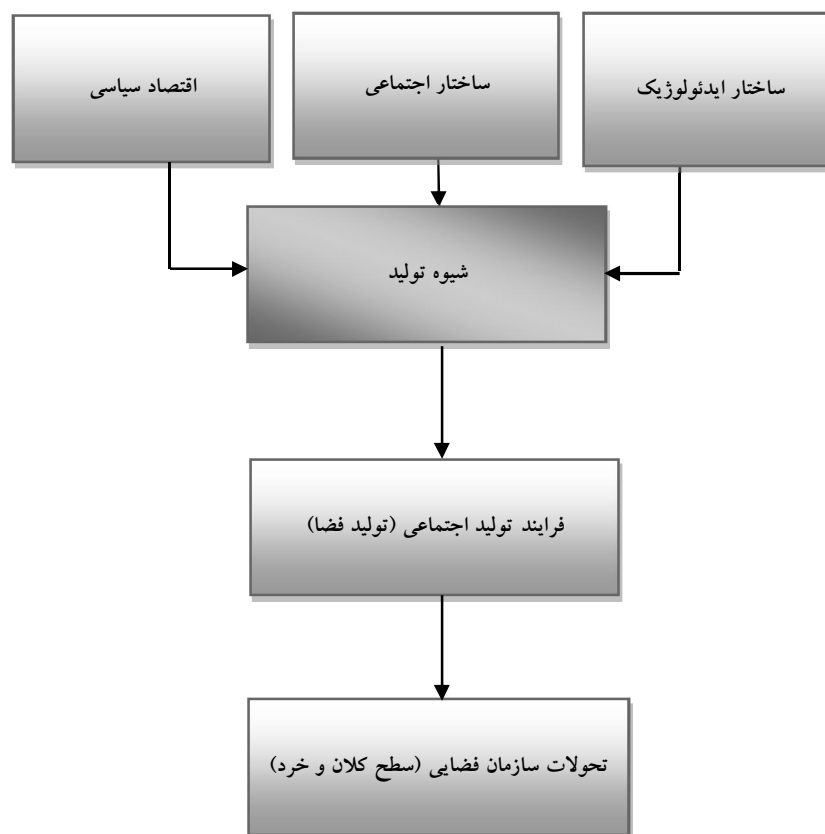 ساختار ایدئولوژیک
ساختار اجتماعی
اقتصاد سیاسی
شیوه تولید
فرایند تولید اجتماعی (تولید فضا)
تحولات سازمان فضایی (سطح کلان و خرد)